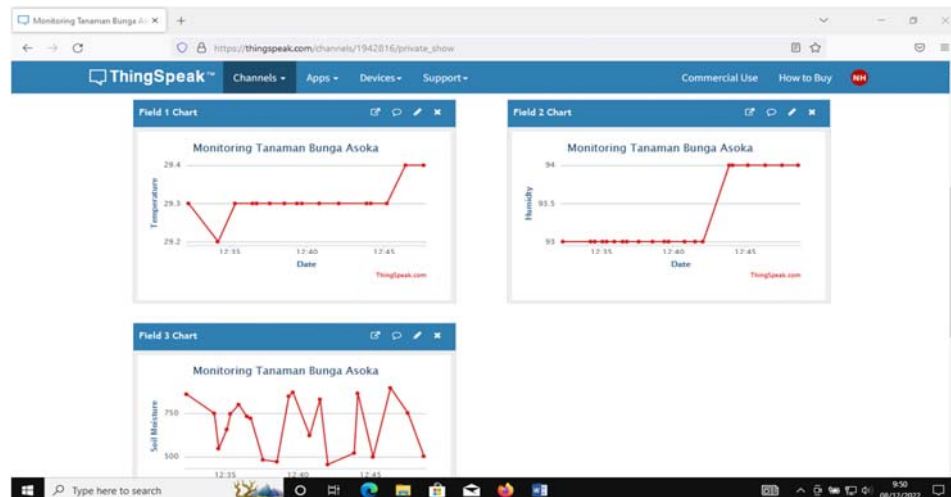 Monitoring Tanaman Bunga As
https://thingspeak.com/channels/1942816/private_show
ThingSpeak™ Channels Apps Devices Support Commercial Use How to Buy NH
Field 1 Chart
Monitoring Tanaman Bunga Asoka
Temperature
29.4
29.3
29.2
12:35 12:40 12:45
Date
ThingSpeak.com
Field 2 Chart
Monitoring Tanaman Bunga Asoka
Humidty
94
93.5
93
12:35 12:40 12:45
Date
ThingSpeak.com
Field 3 Chart
Monitoring Tanaman Bunga Asoka
Soil Moisture
750
500
12:35 12:40 12:45
Type here to search
9:50
08/12/2022